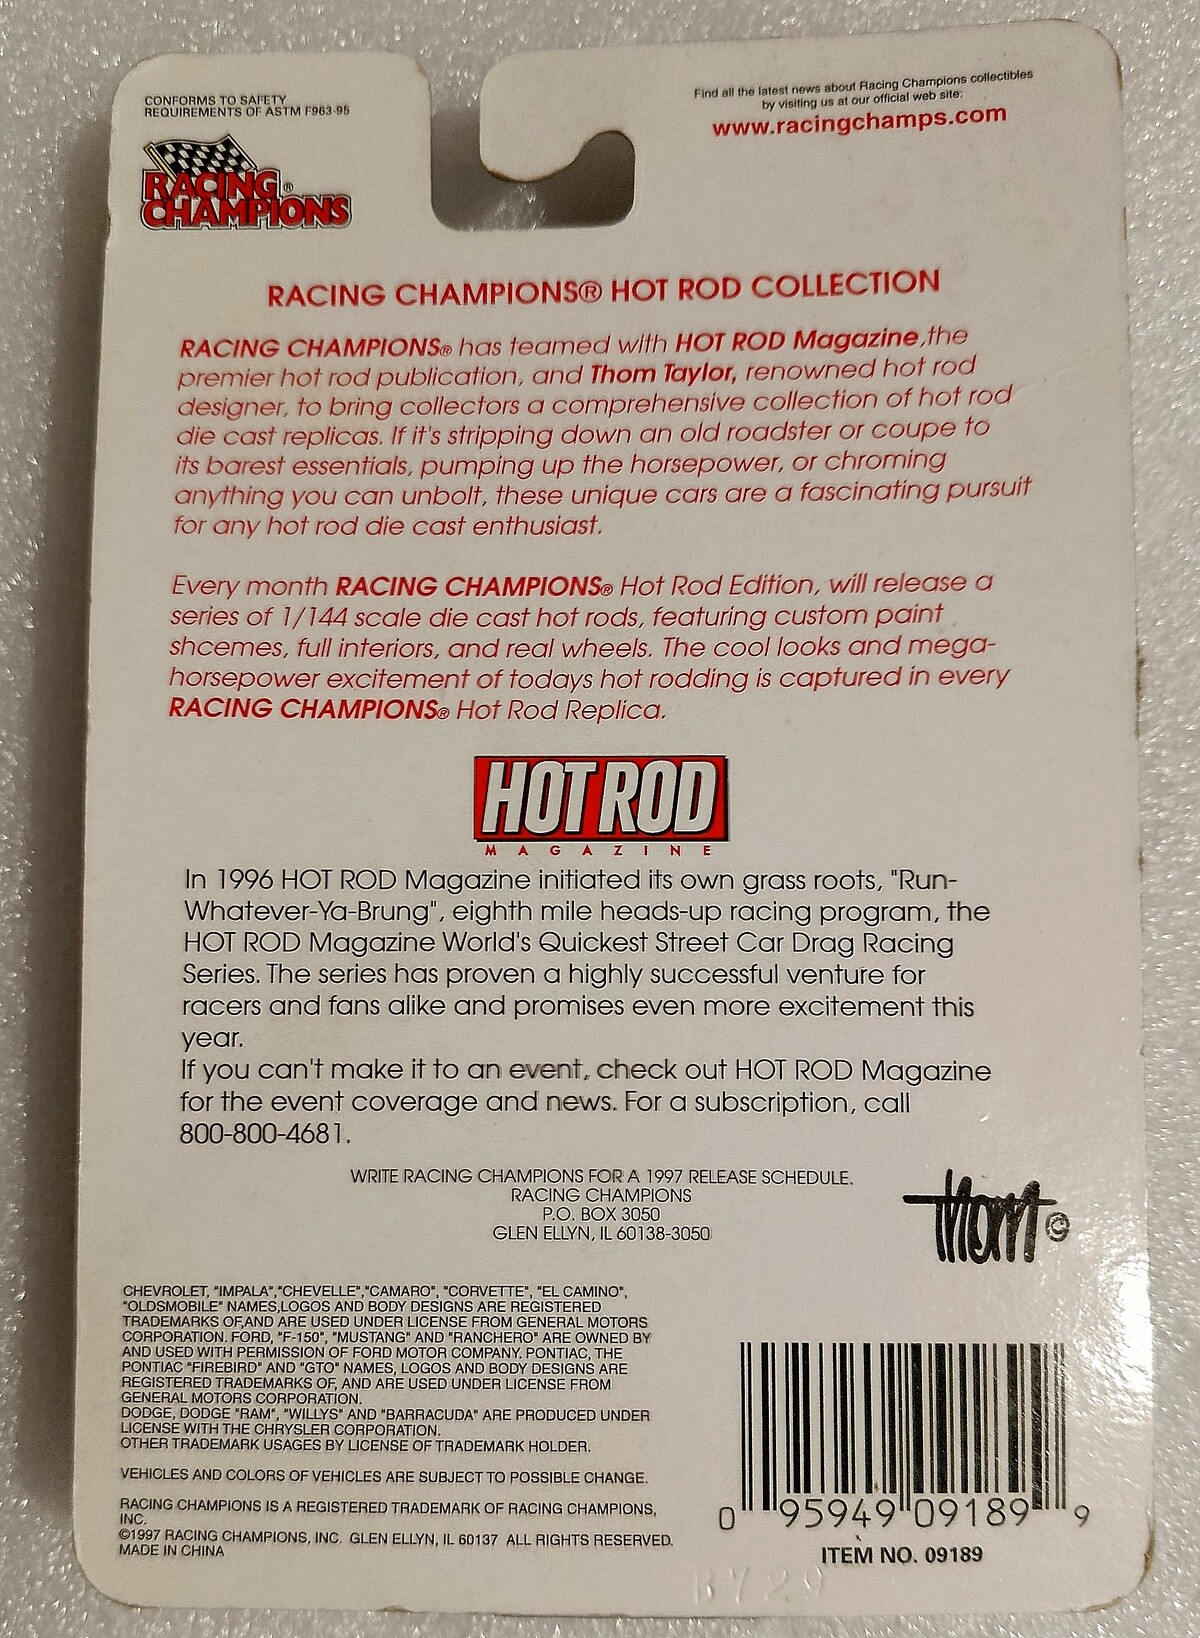 CONFORMS TO SAFETY
REQUIREMENTS OF ASTM F963-95
RACING®
CHAMPIONS
Find all the latest news about Racing Champions collectibles
by visiting us at our official web site:
www.racingchamps.com
RACING CHAMPIONS® HOT ROD COLLECTION
RACING CHAMPIONS® has teamed with HOT ROD Magazine,the
premier hot rod publication, and Thom Taylor, renowned hot rod
designer, to bring collectors a comprehensive collection of hot rod
die cast replicas. If it's stripping down an old roadster or coupe to
its barest essentials, pumping up the horsepower, or chroming
anything you can unbolt, these unique cars are a fascinating pursuit
for any hot rod die cast enthusiast.
Every month RACING CHAMPIONS® Hot Rod Edition, will release a
series of 1/144 scale die cast hot rods, featuring custom paint
shcemes, full interiors, and real wheels. The cool looks and mega-
horsepower excitement of todays hot rodding is captured in every
RACING CHAMPIONS® Hot Rod Replica.
HOT ROD
MAGAZINE
In 1996 HOT ROD Magazine initiated its own grass roots, "Run-
Whatever-Ya-Brung", eighth mile heads-up racing program, the
HOT ROD Magazine World's Quickest Street Car Drag Racing
Series. The series has proven a highly successful venture for
racers and fans alike and promises even more excitement this
year.
If you can't make it to an event, check out HOT ROD Magazine
for the event coverage and news. For a subscription, call
800-800-4681.
WRITE RACING CHAMPIONS FOR A 1997 RELEASE SCHEDULE.
RACING CHAMPIONS
P.O. BOX 3050
GLEN ELLYN, IL 60138-3050
thom ©
CHEVROLET, "IMPALA","CHEVELLE","CAMARO", "CORVETTE", "EL CAMINO",
"OLDSMOBILE" NAMES,LOGOS AND BODY DESIGNS ARE REGISTERED
TRADEMARKS OF,AND ARE USED UNDER LICENSE FROM GENERAL MOTORS
CORPORATION. FORD, "F-150", "MUSTANG" AND "RANCHERO" ARE OWNED BY
AND USED WITH PERMISSION OF FORD MOTOR COMPANY. PONTIAC, THE
PONTIAC "FIREBIRD" AND "GTO" NAMES, LOGOS AND BODY DESIGNS ARE
REGISTERED TRADEMARKS OF, AND ARE USED UNDER LICENSE FROM
GENERAL MOTORS CORPORATION.
DODGE, DODGE "RAM", "WILLYS" AND "BARRACUDA" ARE PRODUCED UNDER
LICENSE WITH THE CHRYSLER CORPORATION.
OTHER TRADEMARK USAGES BY LICENSE OF TRADEMARK HOLDER.
VEHICLES AND COLORS OF VEHICLES ARE SUBJECT TO POSSIBLE CHANGE.
RACING CHAMPIONS IS A REGISTERED TRADEMARK OF RACING CHAMPIONS,
INC.
©1997 RACING CHAMPIONS, INC. GLEN ELLYN, IL 60137 ALL RIGHTS RESERVED.
MADE IN CHINA
0 95949 09189 9
ITEM NO. 09189